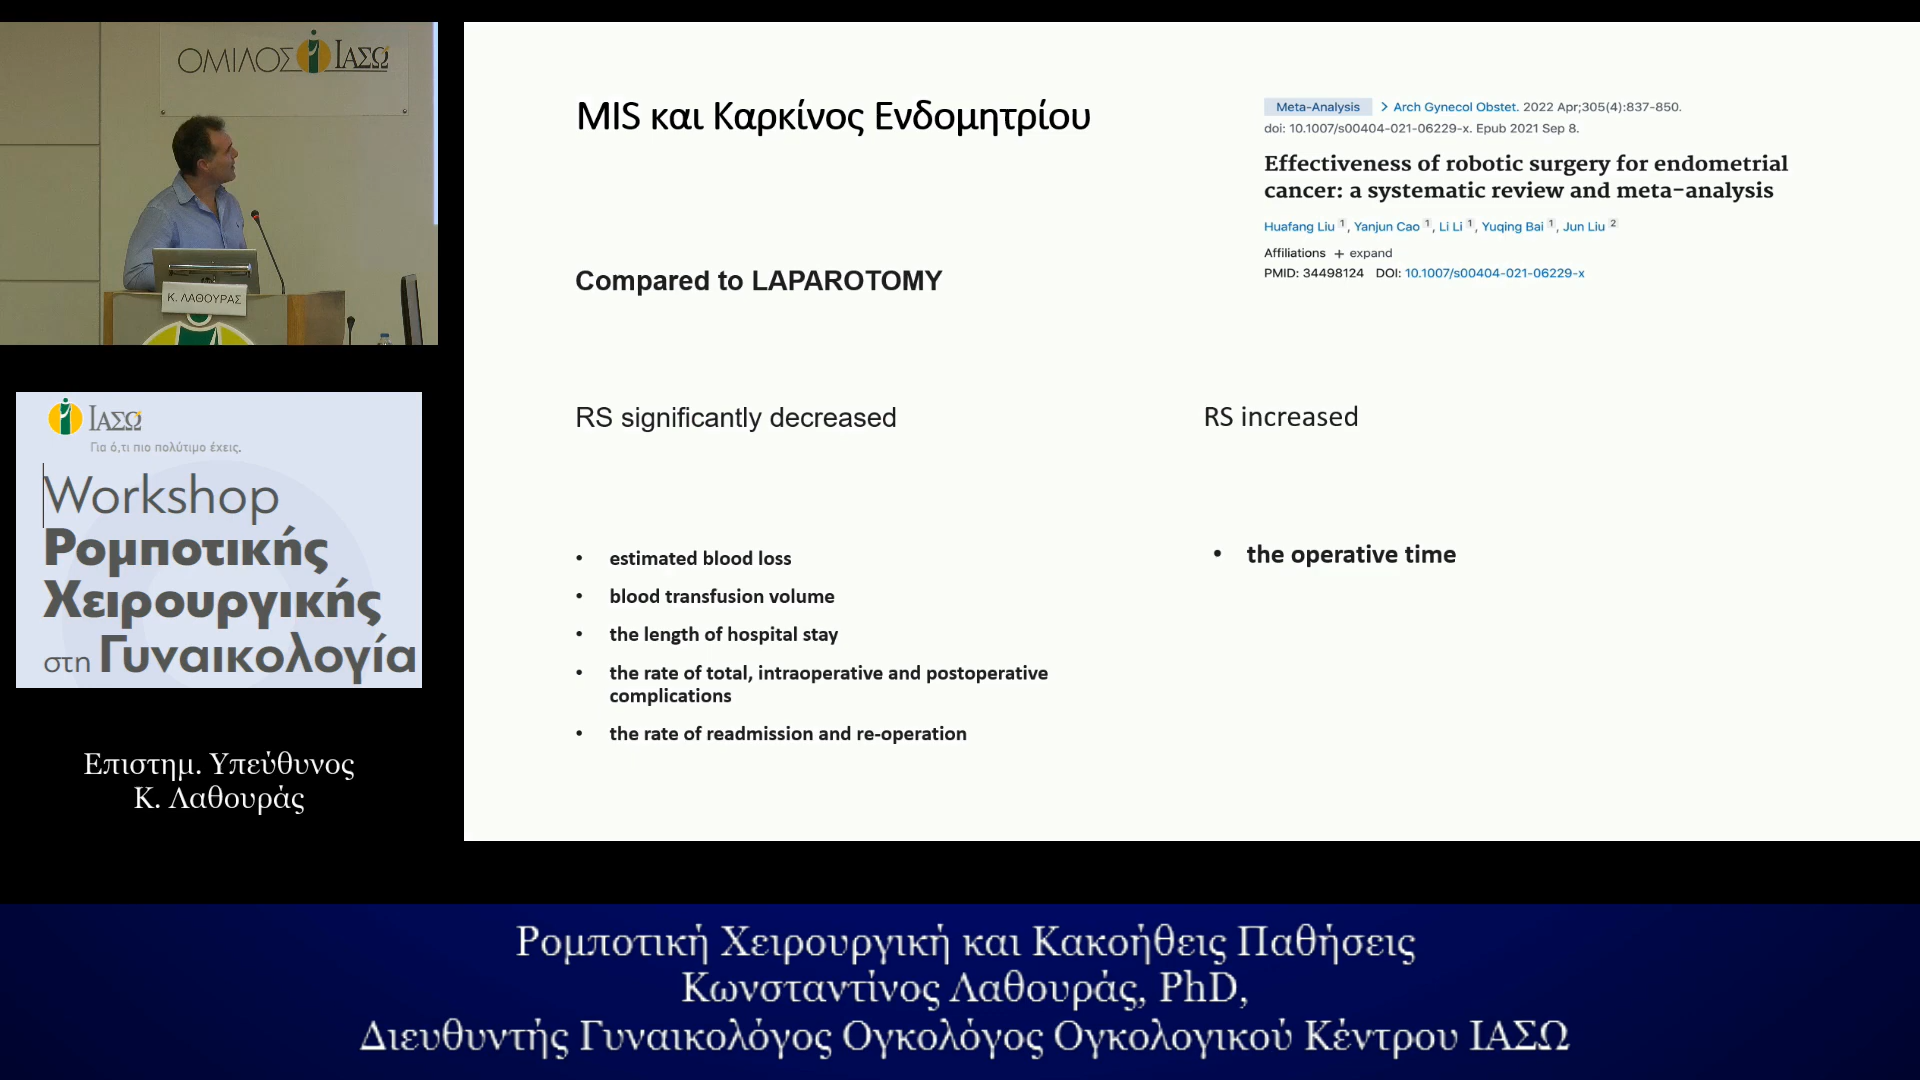 ΟΜΙΛΟΣ ΙΑΣΩ
Κ. ΛΑΘΟΥΡΑΣ
ΙΑΣΩ
Για ό,τι πιο πολύτιμο έχεις.
Workshop
Ρομποτικής
Χειρουργικής
στη Γυναικολογία
Επιστημ. Υπεύθυνος
Κ. Λαθουράς
MIS και Καρκίνος Ενδομητρίου
Meta-Analysis > Arch Gynecol Obstet. 2022 Apr;305(4):837-850.
doi: 10.1007/s00404-021-06229-x. Epub 2021 Sep 8.
Effectiveness of robotic surgery for endometrial
cancer: a systematic review and meta-analysis
Huafang Liu 1, Yanjun Cao 1, Li Li 1, Yuqing Bai 1, Jun Liu 2
Affiliations + expand
PMID: 34498124 DOI: 10.1007/s00404-021-06229-x
Compared to LAPAROTOMY
RS significantly decreased
• estimated blood loss
• blood transfusion volume
• the length of hospital stay
• the rate of total, intraoperative and postoperative
complications
• the rate of readmission and re-operation
RS increased
• the operative time
Ρομποτική Χειρουργική και Κακοήθεις Παθήσεις
Κωνσταντίνος Λαθουράς, PhD,
Διευθυντής Γυναικολόγος Ογκολόγος Ογκολογικού Κέντρου ΙΑΣΩ